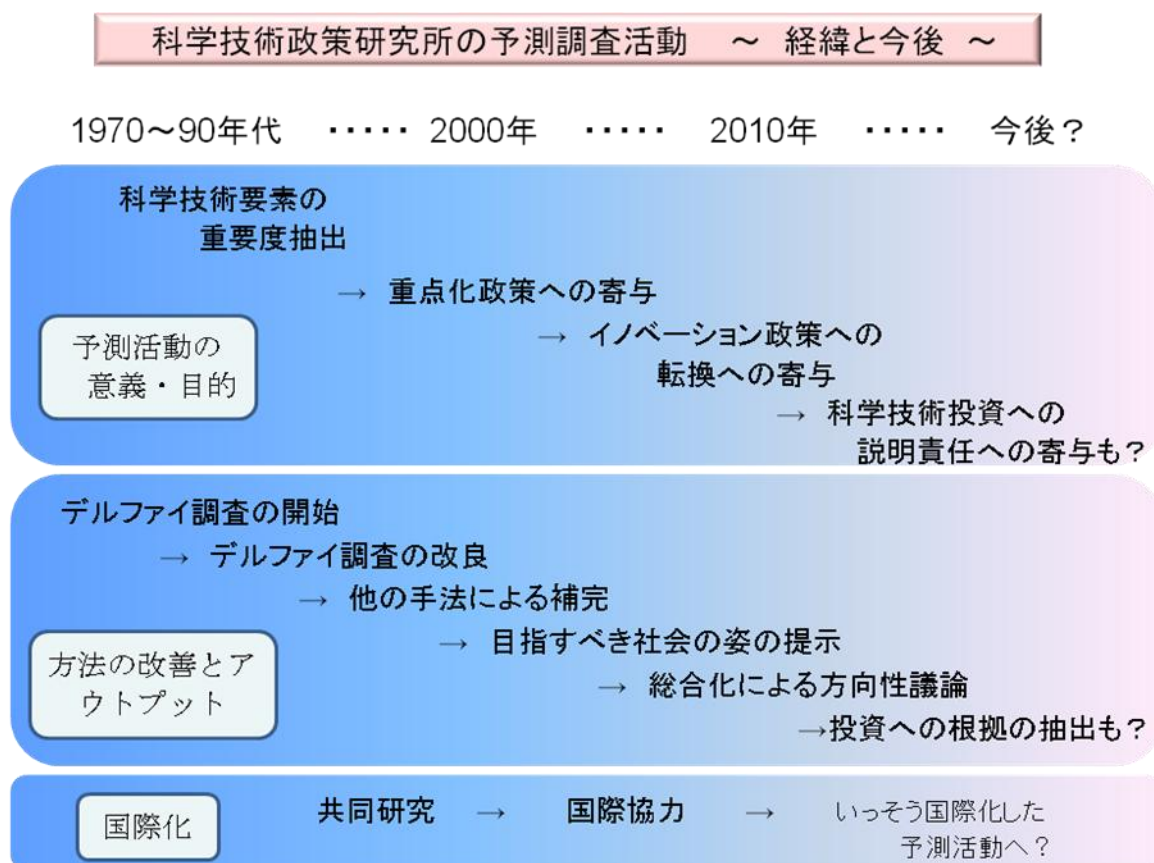 科学技術政策研究所の予測調査活動 ～ 経緯と今後 ～
1970～90年代 ・・・・・ 2000年 ・・・・・ 2010年 ・・・・・ 今後？
科学技術要素の
重要度抽出
→ 重点化政策への寄与
→ イノベーション政策への
転換への寄与
→ 科学技術投資への
説明責任への寄与も？
予測活動の
意義・目的
デルファイ調査の開始
→ デルファイ調査の改良
→ 他の手法による補完
→ 目指すべき社会の姿の提示
→ 総合化による方向性議論
→投資への根拠の抽出も？
方法の改善とア
ウトプット
国際化
共同研究 → 国際協力 → いっそう国際化した
予測活動へ？